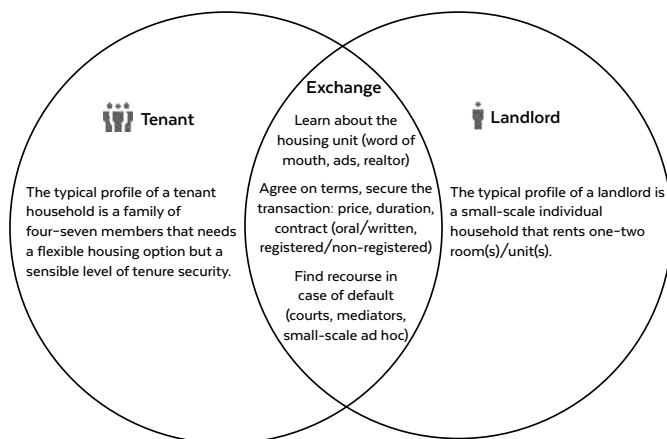 Exchange
Tenant
Landlord
Learn about the
housing unit (word of
mouth, ads, realtor)
The typical profile of a tenant
household is a family of
four-seven members that needs
a flexible housing option but a
sensible level of tenure security.
Agree on terms, secure the
transaction: price, duration,
contract (oral/written,
registered/non-registered)
Find recourse in
case of default
(courts, mediators,
small-scale ad hoc)
The typical profile of a landlord is
a small-scale individual
household that rents one-two
room(s)/unit(s).